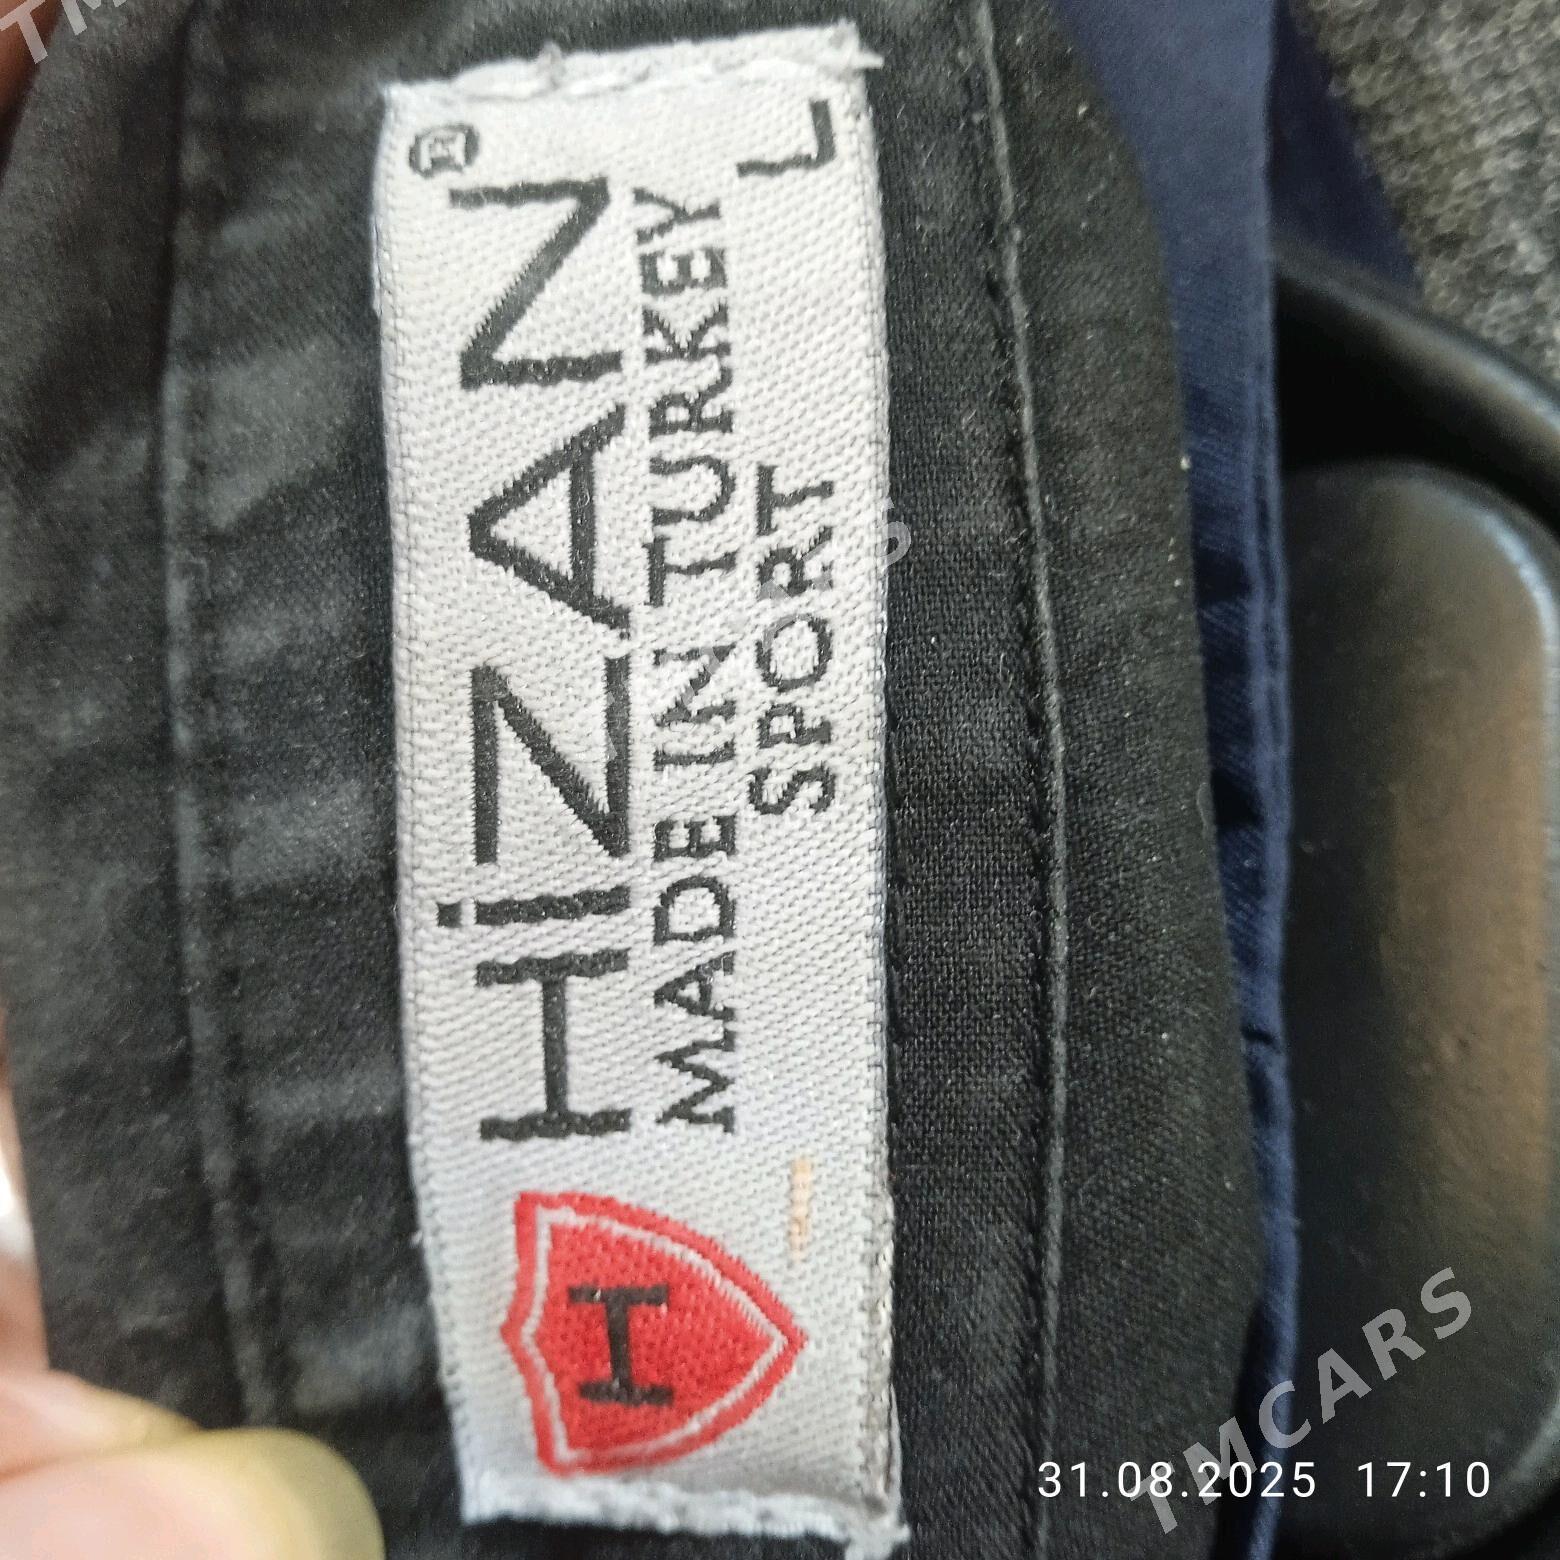 HİZAN®
MADE IN TURKEY
SPORT L
H
TMCARS
31.08.2025 17:10